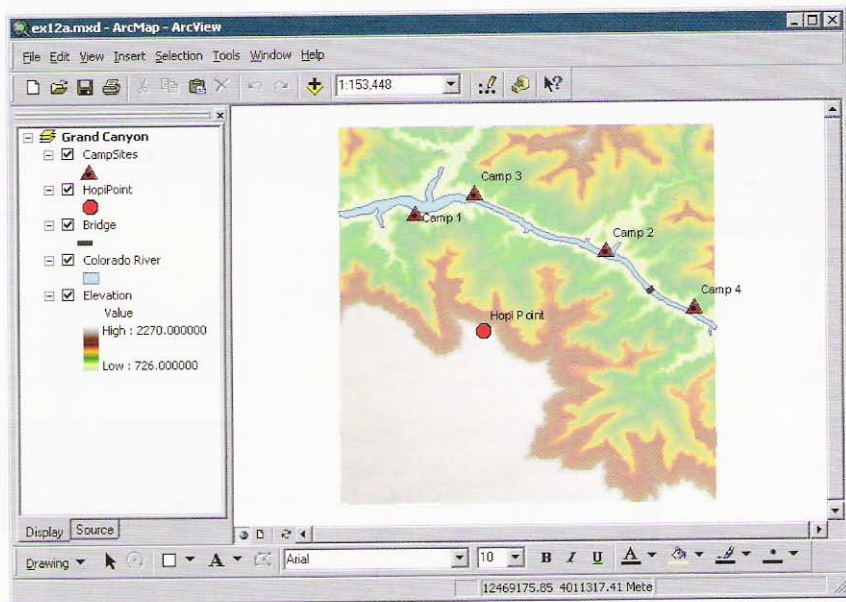 ex12a.mxd - ArcMap - ArcView
File Edit View Insert Selection Tools Window Help
1:153,448
Grand Canyon
CampSites
HopiPoint
Bridge
Colorado River
Elevation
Value
High : 2270.000000
Low : 726.000000
Camp 3
Camp 1
Camp 2
Camp 4
Hopi Point
Display Source
Drawing A Arial 10 B I U A
12469175.85 4011317.41 Mete